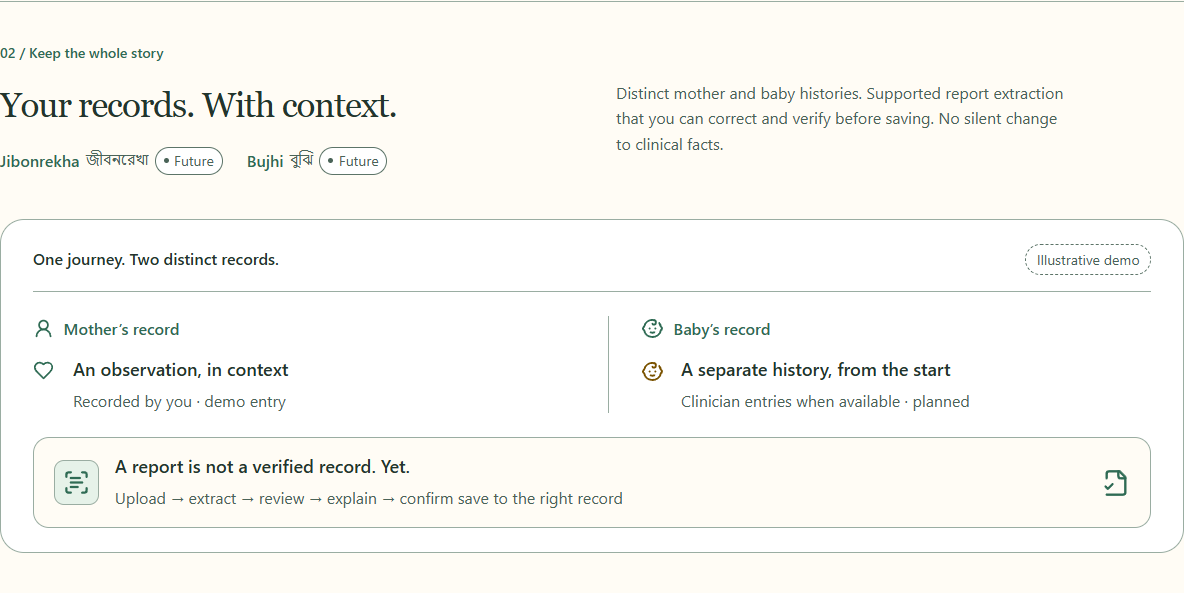 02 / Keep the whole story
Your records. With context.
Jibonrekha জীবনরেখা • Future Bujhi বুঝি • Future
Distinct mother and baby histories. Supported report extraction
that you can correct and verify before saving. No silent change
to clinical facts.
One journey. Two distinct records.
Illustrative demo
Mother’s record
An observation, in context
Recorded by you · demo entry
Baby’s record
A separate history, from the start
Clinician entries when available · planned
A report is not a verified record. Yet.
Upload → extract → review → explain → confirm save to the right record